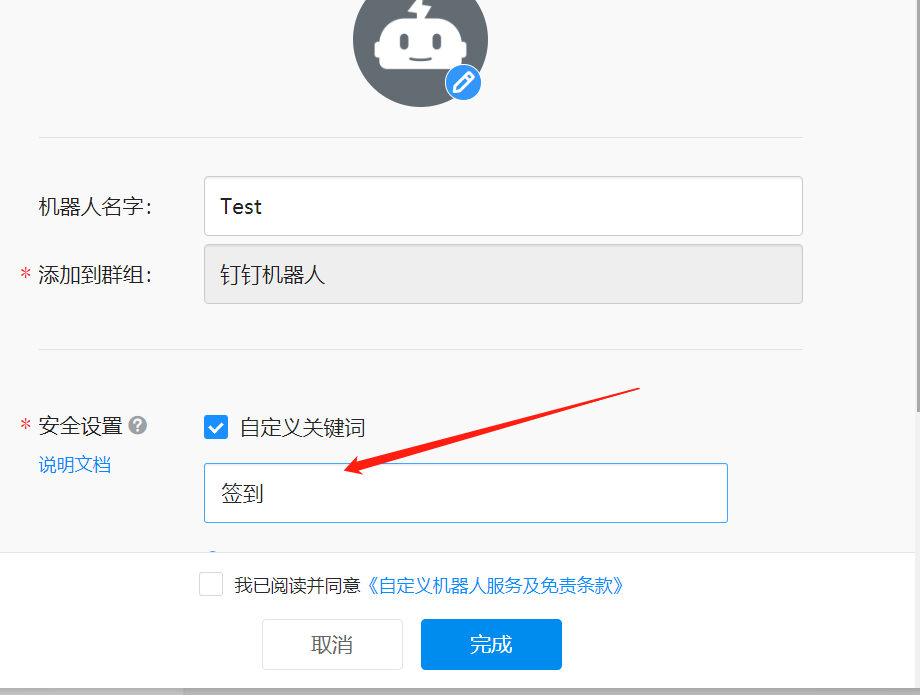 机器人名字:
Test
* 添加到群组:
钉钉机器人
* 安全设置 ?
自定义关键词
说明文档
签到
我已阅读并同意《自定义机器人服务及免责条款》
取消
完成